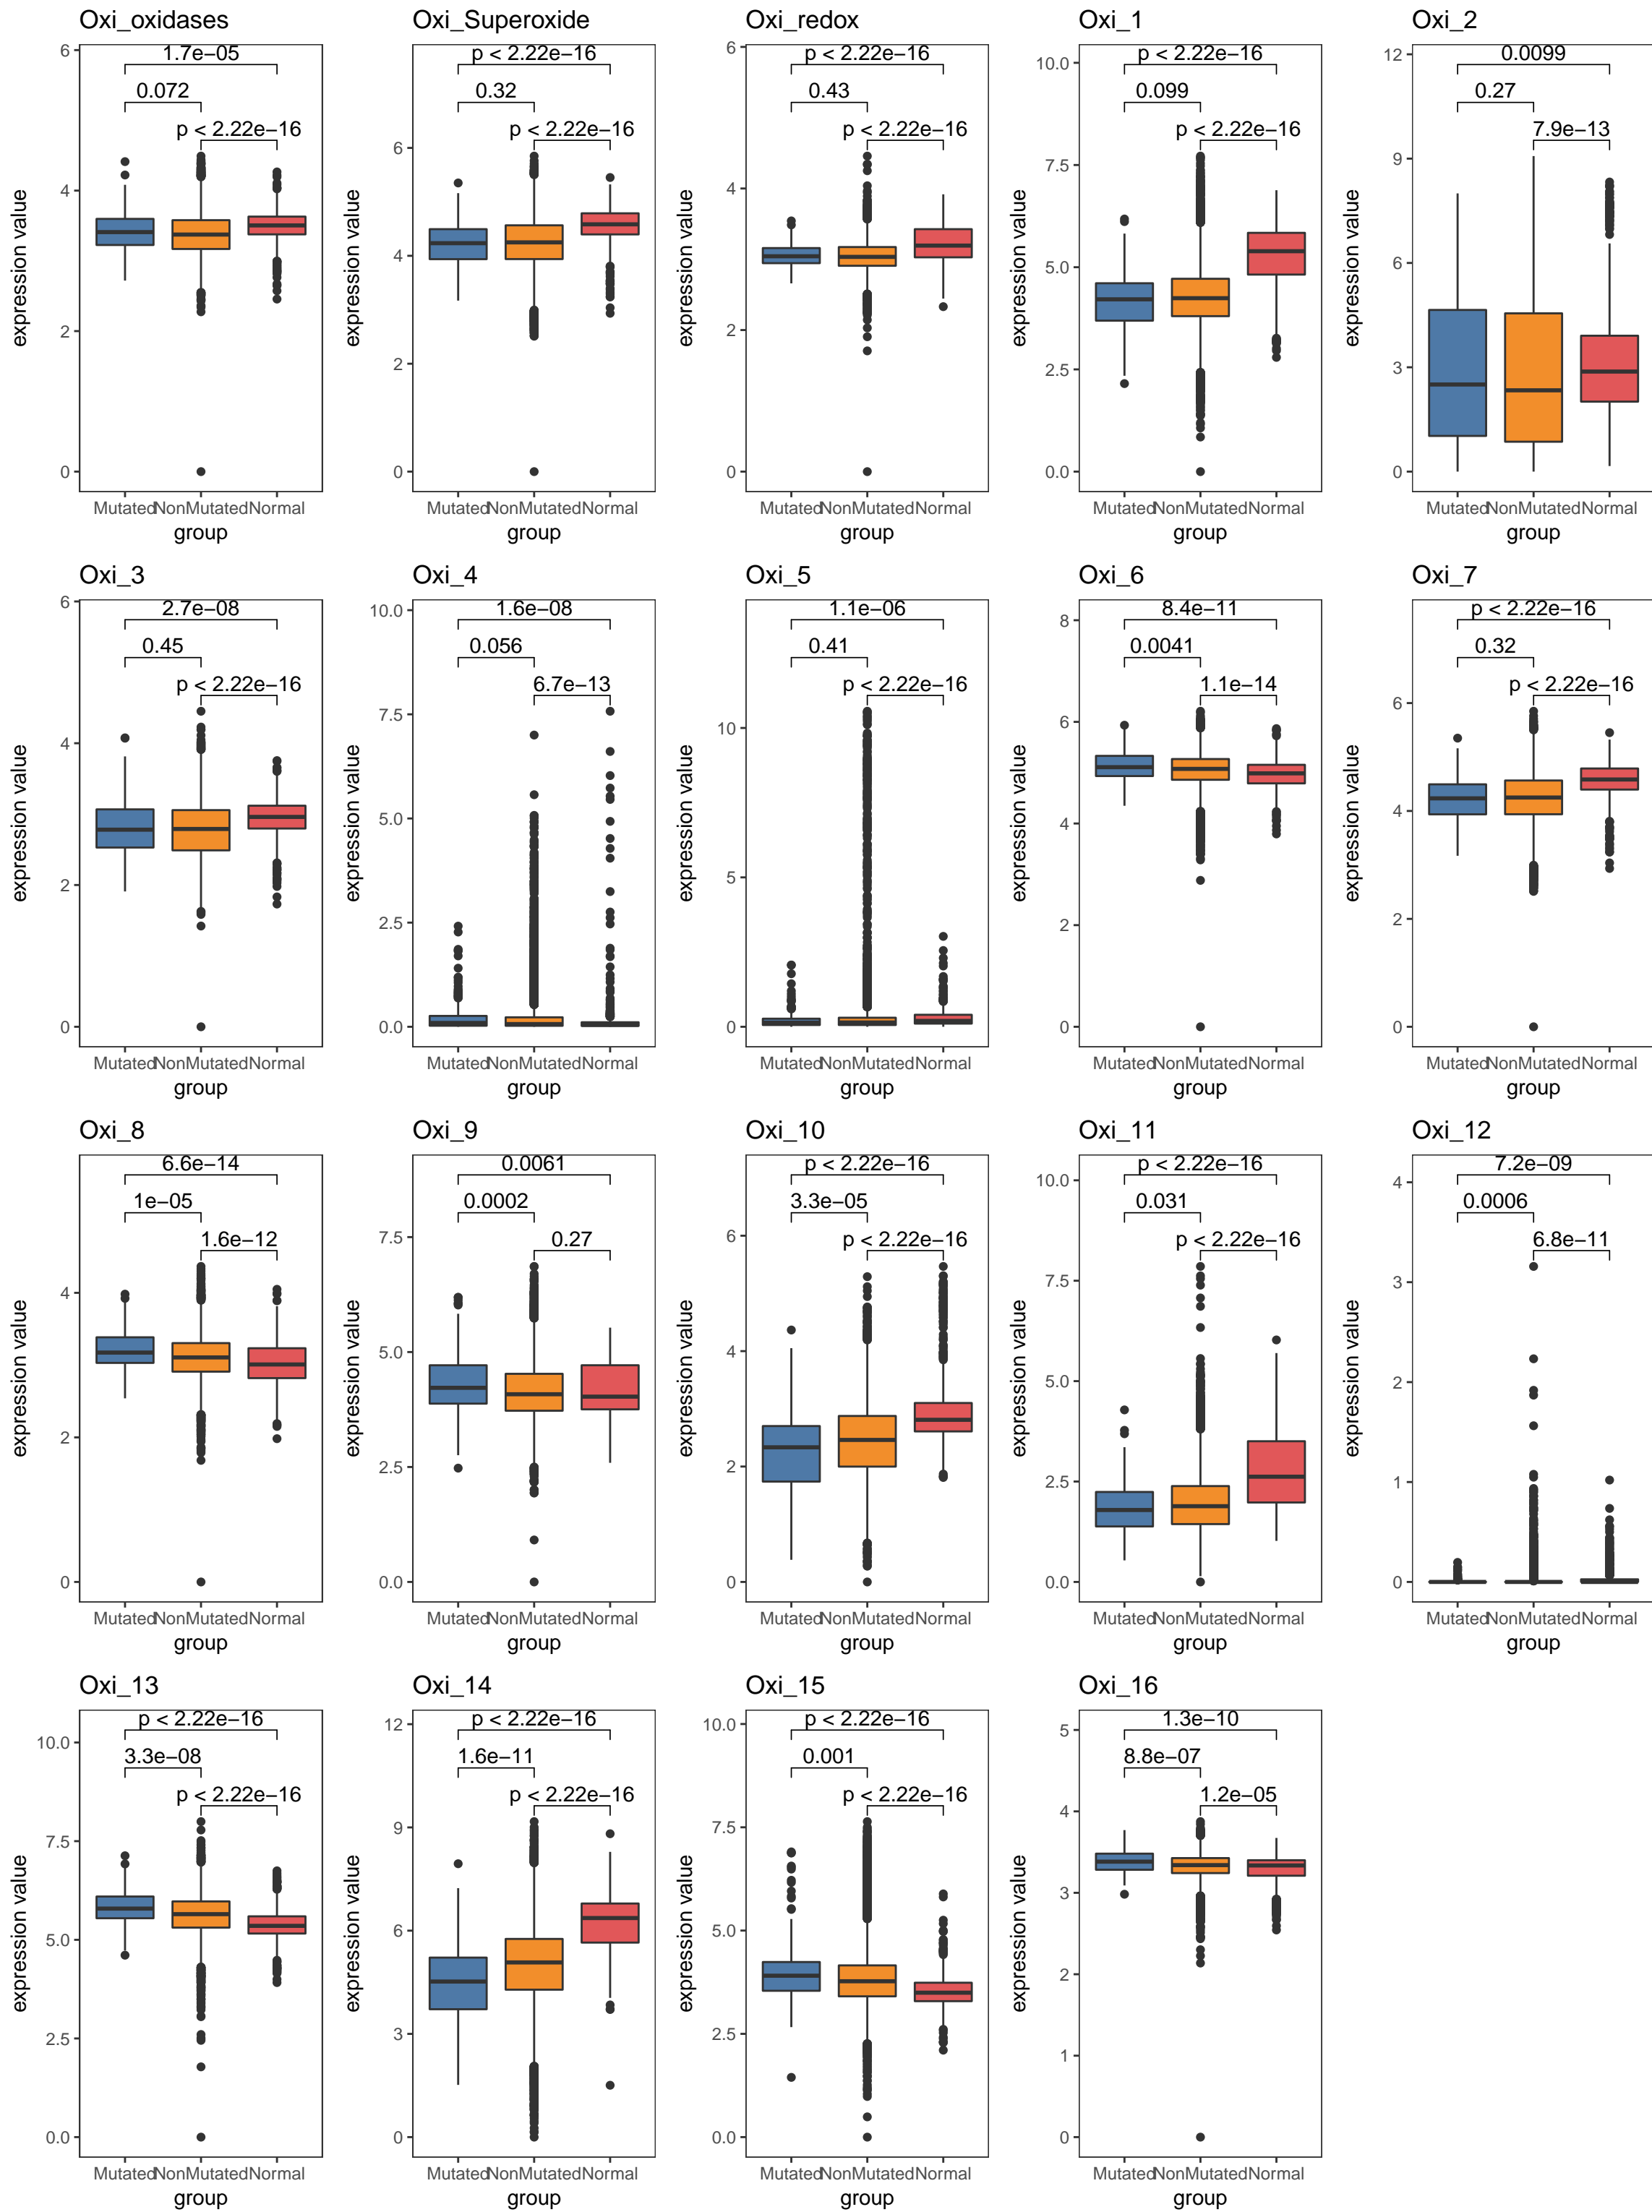 Oxi_oxidases
Oxi_Superoxide
Oxi_redox
Oxi_1
Oxi_2
6
1.7e−05
0.072
p < 2.22e−16
4
2
0
expression value
Mutated NonMutated Normal
group
p < 2.22e−16
0.32
p < 2.22e−16
6
4
2
0
expression value
Mutated NonMutated Normal
group
6
p < 2.22e−16
0.43
p < 2.22e−16
4
2
0
expression value
Mutated NonMutated Normal
group
10.0
p < 2.22e−16
0.099
p < 2.22e−16
7.5
5.0
2.5
0.0
expression value
Mutated NonMutated Normal
group
12
0.0099
0.27
7.9e−13
9
6
3
0
expression value
Mutated NonMutated Normal
group
Oxi_3
Oxi_4
Oxi_5
Oxi_6
Oxi_7
6
2.7e−08
0.45
p < 2.22e−16
4
2
0
expression value
Mutated NonMutated Normal
group
10.0
1.6e−08
0.056
6.7e−13
7.5
5.0
2.5
0.0
expression value
Mutated NonMutated Normal
group
1.1e−06
0.41
p < 2.22e−16
10
5
0
expression value
Mutated NonMutated Normal
group
8
8.4e−11
0.0041
1.1e−14
6
4
2
0
expression value
Mutated NonMutated Normal
group
p < 2.22e−16
0.32
p < 2.22e−16
6
4
2
0
expression value
Mutated NonMutated Normal
group
Oxi_8
Oxi_9
Oxi_10
Oxi_11
Oxi_12
6.6e−14
1e−05
1.6e−12
4
2
0
expression value
Mutated NonMutated Normal
group
0.0061
0.0002
0.27
7.5
5.0
2.5
0.0
expression value
Mutated NonMutated Normal
group
p < 2.22e−16
3.3e−05
p < 2.22e−16
6
4
2
0
expression value
Mutated NonMutated Normal
group
10.0
p < 2.22e−16
0.031
p < 2.22e−16
7.5
5.0
2.5
0.0
expression value
Mutated NonMutated Normal
group
4
7.2e−09
0.0006
6.8e−11
3
2
1
0
expression value
Mutated NonMutated Normal
group
Oxi_13
Oxi_14
Oxi_15
Oxi_16
10.0
p < 2.22e−16
3.3e−08
p < 2.22e−16
7.5
5.0
2.5
0.0
expression value
Mutated NonMutated Normal
group
12
p < 2.22e−16
1.6e−11
p < 2.22e−16
9
6
3
0
expression value
Mutated NonMutated Normal
group
10.0
p < 2.22e−16
0.001
p < 2.22e−16
7.5
5.0
2.5
0.0
expression value
Mutated NonMutated Normal
group
5
1.3e−10
8.8e−07
1.2e−05
4
3
2
1
0
expression value
Mutated NonMutated Normal
group